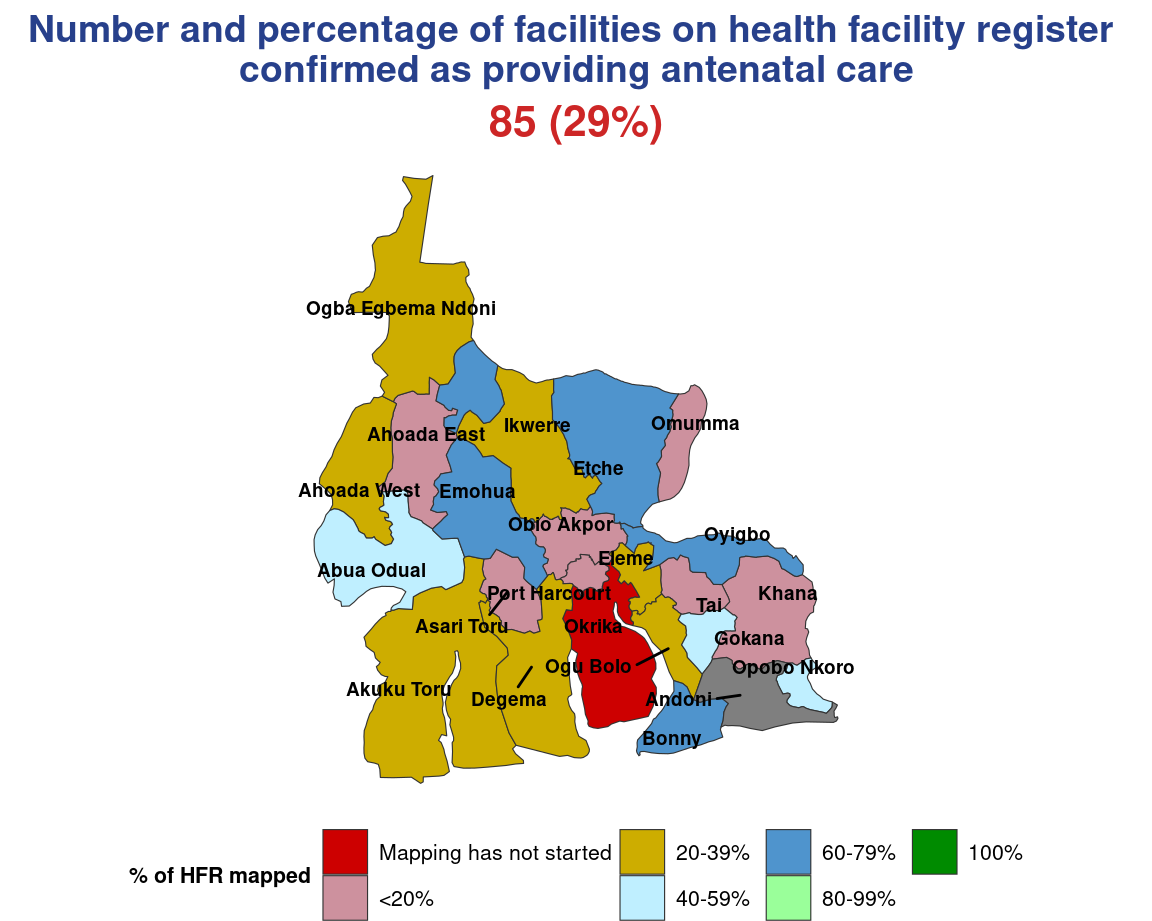 Number and percentage of facilities on health facility register
confirmed as providing antenatal care
85 (29%)
Ogba Egbema Ndoni
Ikwerre
Omumma
Ahoada East
Etche
Ahoada West
Emohua
Obio Akpor
Oyigbo
Eleme
Abua Odual
Port Harcourt
Khana
Tai
Asari Toru
Okrika
Gokana
Ogu Bolo
Opobo Nkoro
Akuku Toru
Degema
Andoni
Bonny
% of HFR mapped
Mapping has not started
<20%
20-39%
40-59%
60-79%
80-99%
100%